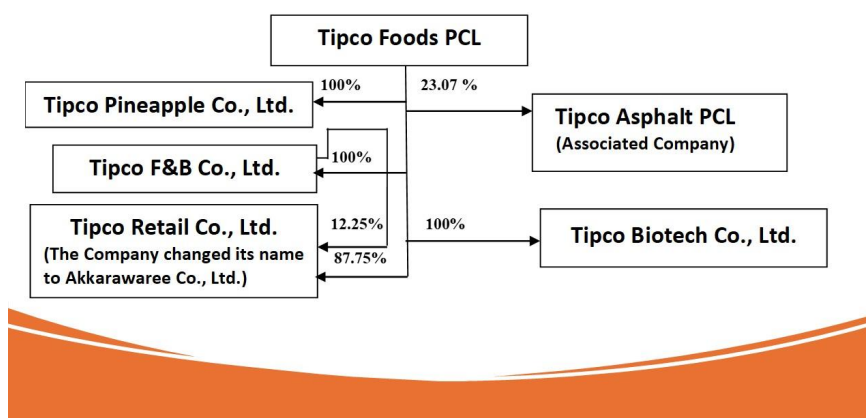 Tipco Foods PCL
100%
23.07 %
Tipco Pineapple Co., Ltd.
Tipco Asphalt PCL
(Associated Company)
Tipco F&B Co., Ltd.
100%
Tipco Retail Co., Ltd.
(The Company changed its name
to Akkarawaree Co., Ltd.)
12.25%
87.75%
100%
Tipco Biotech Co., Ltd.